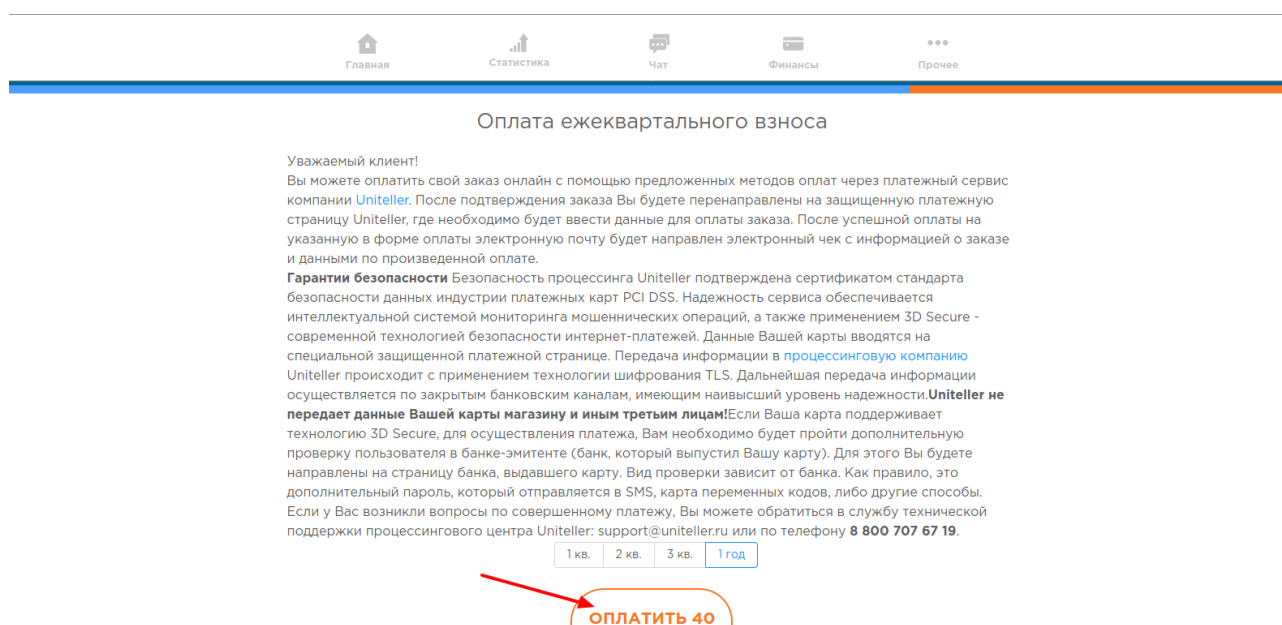 Главная Статистика Чат Финансы Прочее
Оплата ежеквартального взноса
Уважаемый клиент!
Вы можете оплатить свой заказ онлайн с помощью предложенных методов оплат через платежный сервис
компании Uniteller. После подтверждения заказа Вы будете перенаправлены на защищенную платежную
страницу Uniteller, где необходимо будет ввести данные для оплаты заказа. После успешной оплаты на
указанную в форме оплаты электронную почту будет направлен электронный чек с информацией о заказе
и данными по произведенной оплате.
Гарантии безопасности Безопасность процессинга Uniteller подтверждена сертификатом стандарта
безопасности данных индустрии платежных карт PCI DSS. Надежность сервиса обеспечивается
интеллектуальной системой мониторинга мошеннических операций, а также применением 3D Secure -
современной технологией безопасности интернет-платежей. Данные Вашей карты вводятся на
специальной защищенной платежной странице. Передача информации в процессинговую компанию
Uniteller происходит с применением технологии шифрования TLS. Дальнейшая передача информации
осуществляется по закрытым банковским каналам, имеющим наивысший уровень надежности.Uniteller не
передает данные Вашей карты магазину и иным третьим лицам!Если Ваша карта поддерживает
технологию 3D Secure, для осуществления платежа, Вам необходимо будет пройти дополнительную
проверку пользователя в банке-эмитенте (банк, который выпустил Вашу карту). Для этого Вы будете
направлены на страницу банка, выдавшего карту. Вид проверки зависит от банка. Как правило, это
дополнительный пароль, который отправляется в SMS, карта переменных кодов, либо другие способы.
Если у Вас возникли вопросы по совершенному платежу, Вы можете обратиться в службу технической
поддержки процессингового центра Uniteller: support@uniteller.ru или по телефону 8 800 707 67 19.
1 кв. 2 кв. 3 кв. 1 год
ОПЛАТИТЬ 40